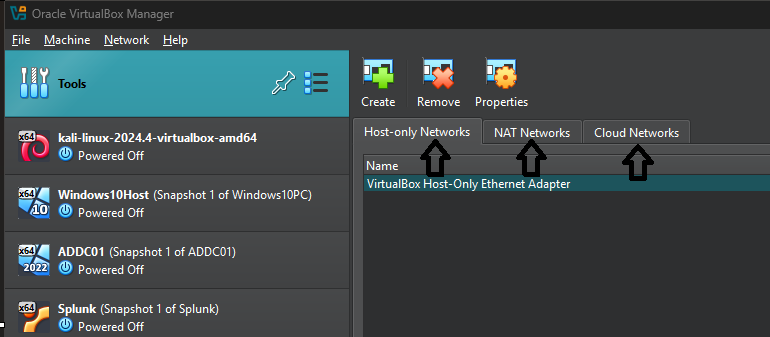 Oracle VirtualBox Manager
File Machine Network Help
Tools
Create Remove Properties
x64 kali-linux-2024.4-virtualbox-amd64
Powered Off
x64 10 Windows10Host (Snapshot 1 of Windows10PC)
Powered Off
x64 2022 ADDC01 (Snapshot 1 of ADDC01)
Powered Off
x64 Splunk (Snapshot 1 of Splunk)
Powered Off
Host-only Networks NAT Networks Cloud Networks
Name
VirtualBox Host-Only Ethernet Adapter